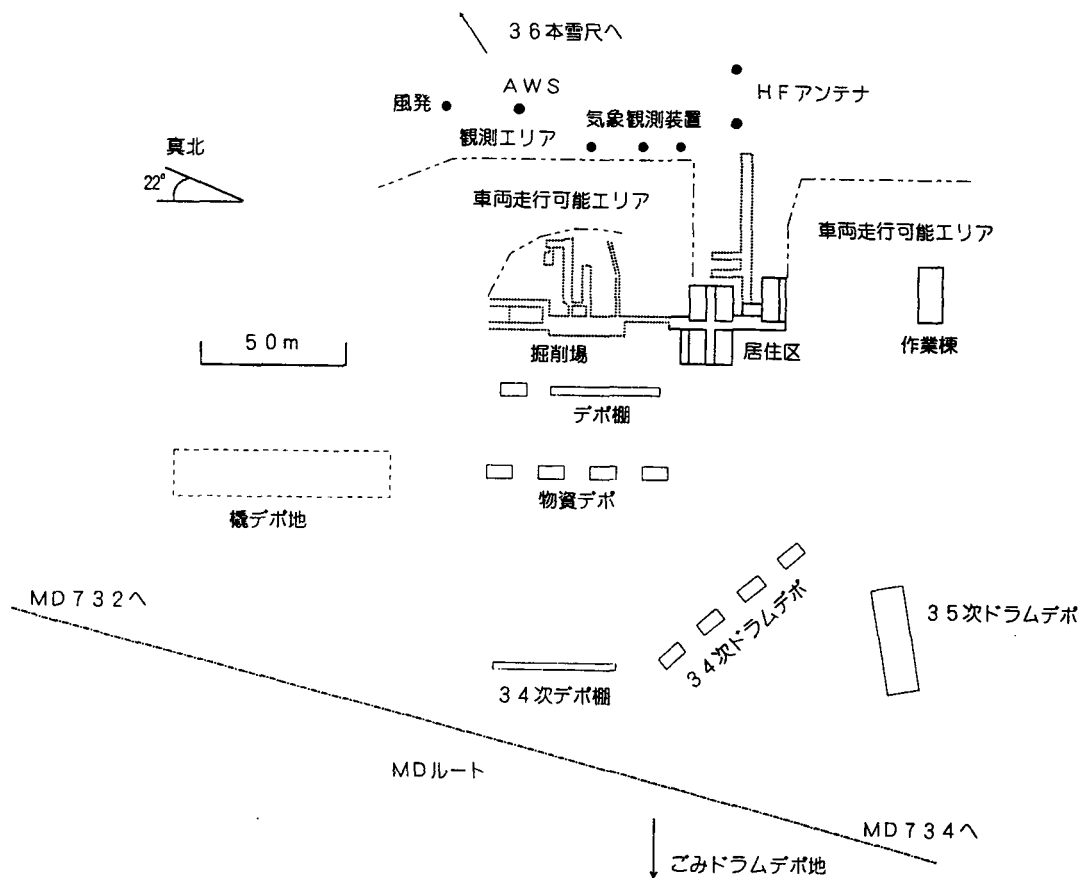 ３６本雪尺へ
ＡＷＳ
風発
ＨＦアンテナ
気象観測装置
観測エリア
真北
22°
車両走行可能エリア
車両走行可能エリア
５０ｍ
掘削場
居住区
作業棟
デポ棚
物資デポ
橇デポ地
ＭＤ７３２へ
３４次ドラムデポ
３５次ドラムデポ
３４次デポ棚
ＭＤルート
ＭＤ７３４へ
ごみドラムデポ地